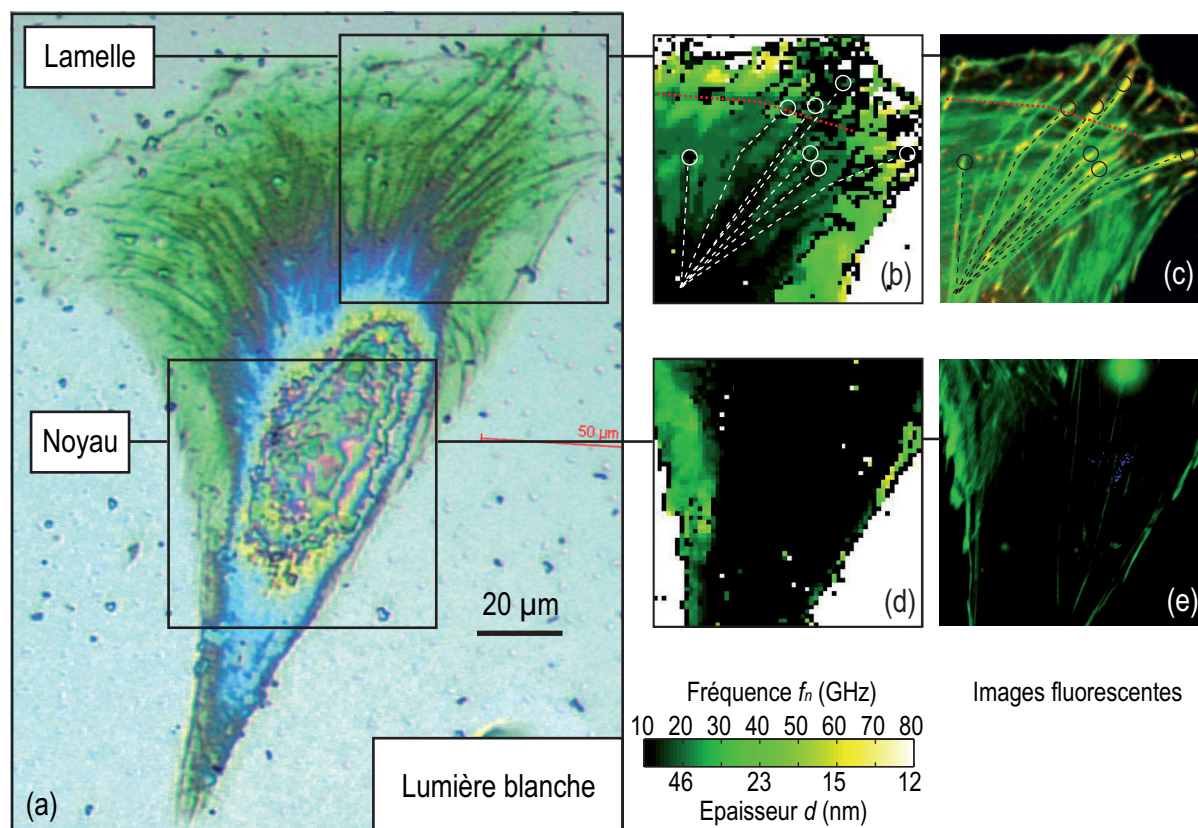 Lamelle
Noyau
50 µm
20 µm
Lumière blanche
(a)
(b)
(c)
(d)
(e)
Fréquence fn (GHz)
10 20 30 40 50 60 70 80
46 23 15 12
Epaisseur d (nm)
Images fluorescentes